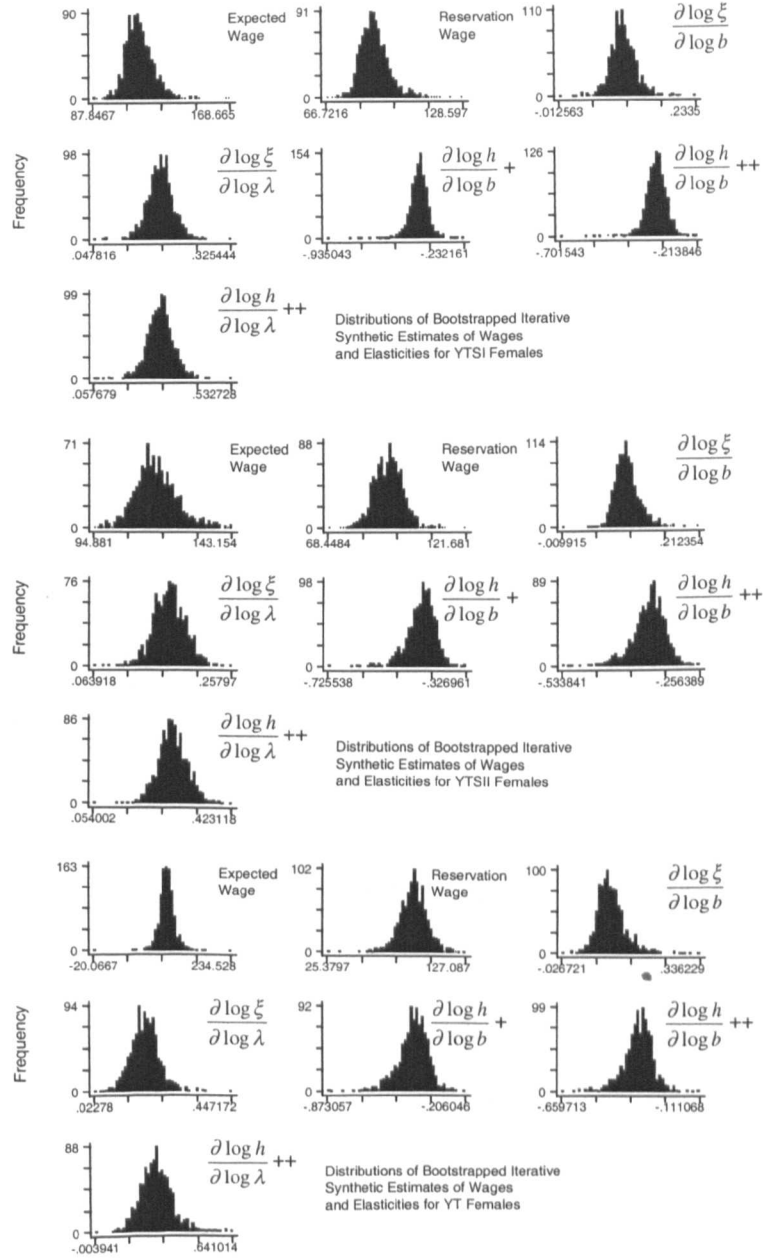 90
Expected
Wage
0
87.8467 168.665
91
Reservation
Wage
0
66.7216 128.597
110
∂ log ξ
∂ log b
0
-.012563 .2335
Frequency
98
∂ log ξ
∂ log λ
0
.047816 .325444
154
∂ log h
∂ log b +
0
-.935043 -.232161
126
∂ log h
∂ log b ++
0
-.701543 -.213846
99
∂ log h
∂ log λ ++
0
.057679 .532728
Distributions of Bootstrapped Iterative
Synthetic Estimates of Wages
and Elasticities for YTSI Females
71
Expected
Wage
0
94.881 143.154
88
Reservation
Wage
0
68.4484 121.681
114
∂ log ξ
∂ log b
0
-.009915 .212354
Frequency
76
∂ log ξ
∂ log λ
0
.063918 .25797
98
∂ log h
∂ log b +
0
-.725538 -.326961
89
∂ log h
∂ log b ++
0
-.533841 -.256389
86
∂ log h
∂ log λ ++
0
.054002 .423118
Distributions of Bootstrapped Iterative
Synthetic Estimates of Wages
and Elasticities for YTSII Females
163
Expected
Wage
0
-20.0667 234.528
102
Reservation
Wage
0
25.3797 127.087
100
∂ log ξ
∂ log b
0
-.026721 .336229
Frequency
94
∂ log ξ
∂ log λ
0
.02278 .447172
92
∂ log h
∂ log b +
0
-.873057 -.206046
99
∂ log h
∂ log b ++
0
-.659713 -.111068
88
∂ log h
∂ log λ ++
0
-.003941 .641014
Distributions of Bootstrapped Iterative
Synthetic Estimates of Wages
and Elasticities for YT Females